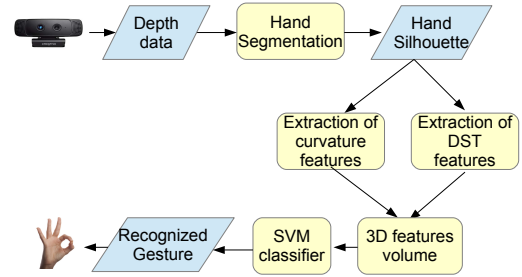 Depth
data
Hand
Segmentation
Hand
Silhouette
Extraction of
curvature
features
Extraction of
DST
features
Recognized
Gesture
SVM
classifier
3D features
volume